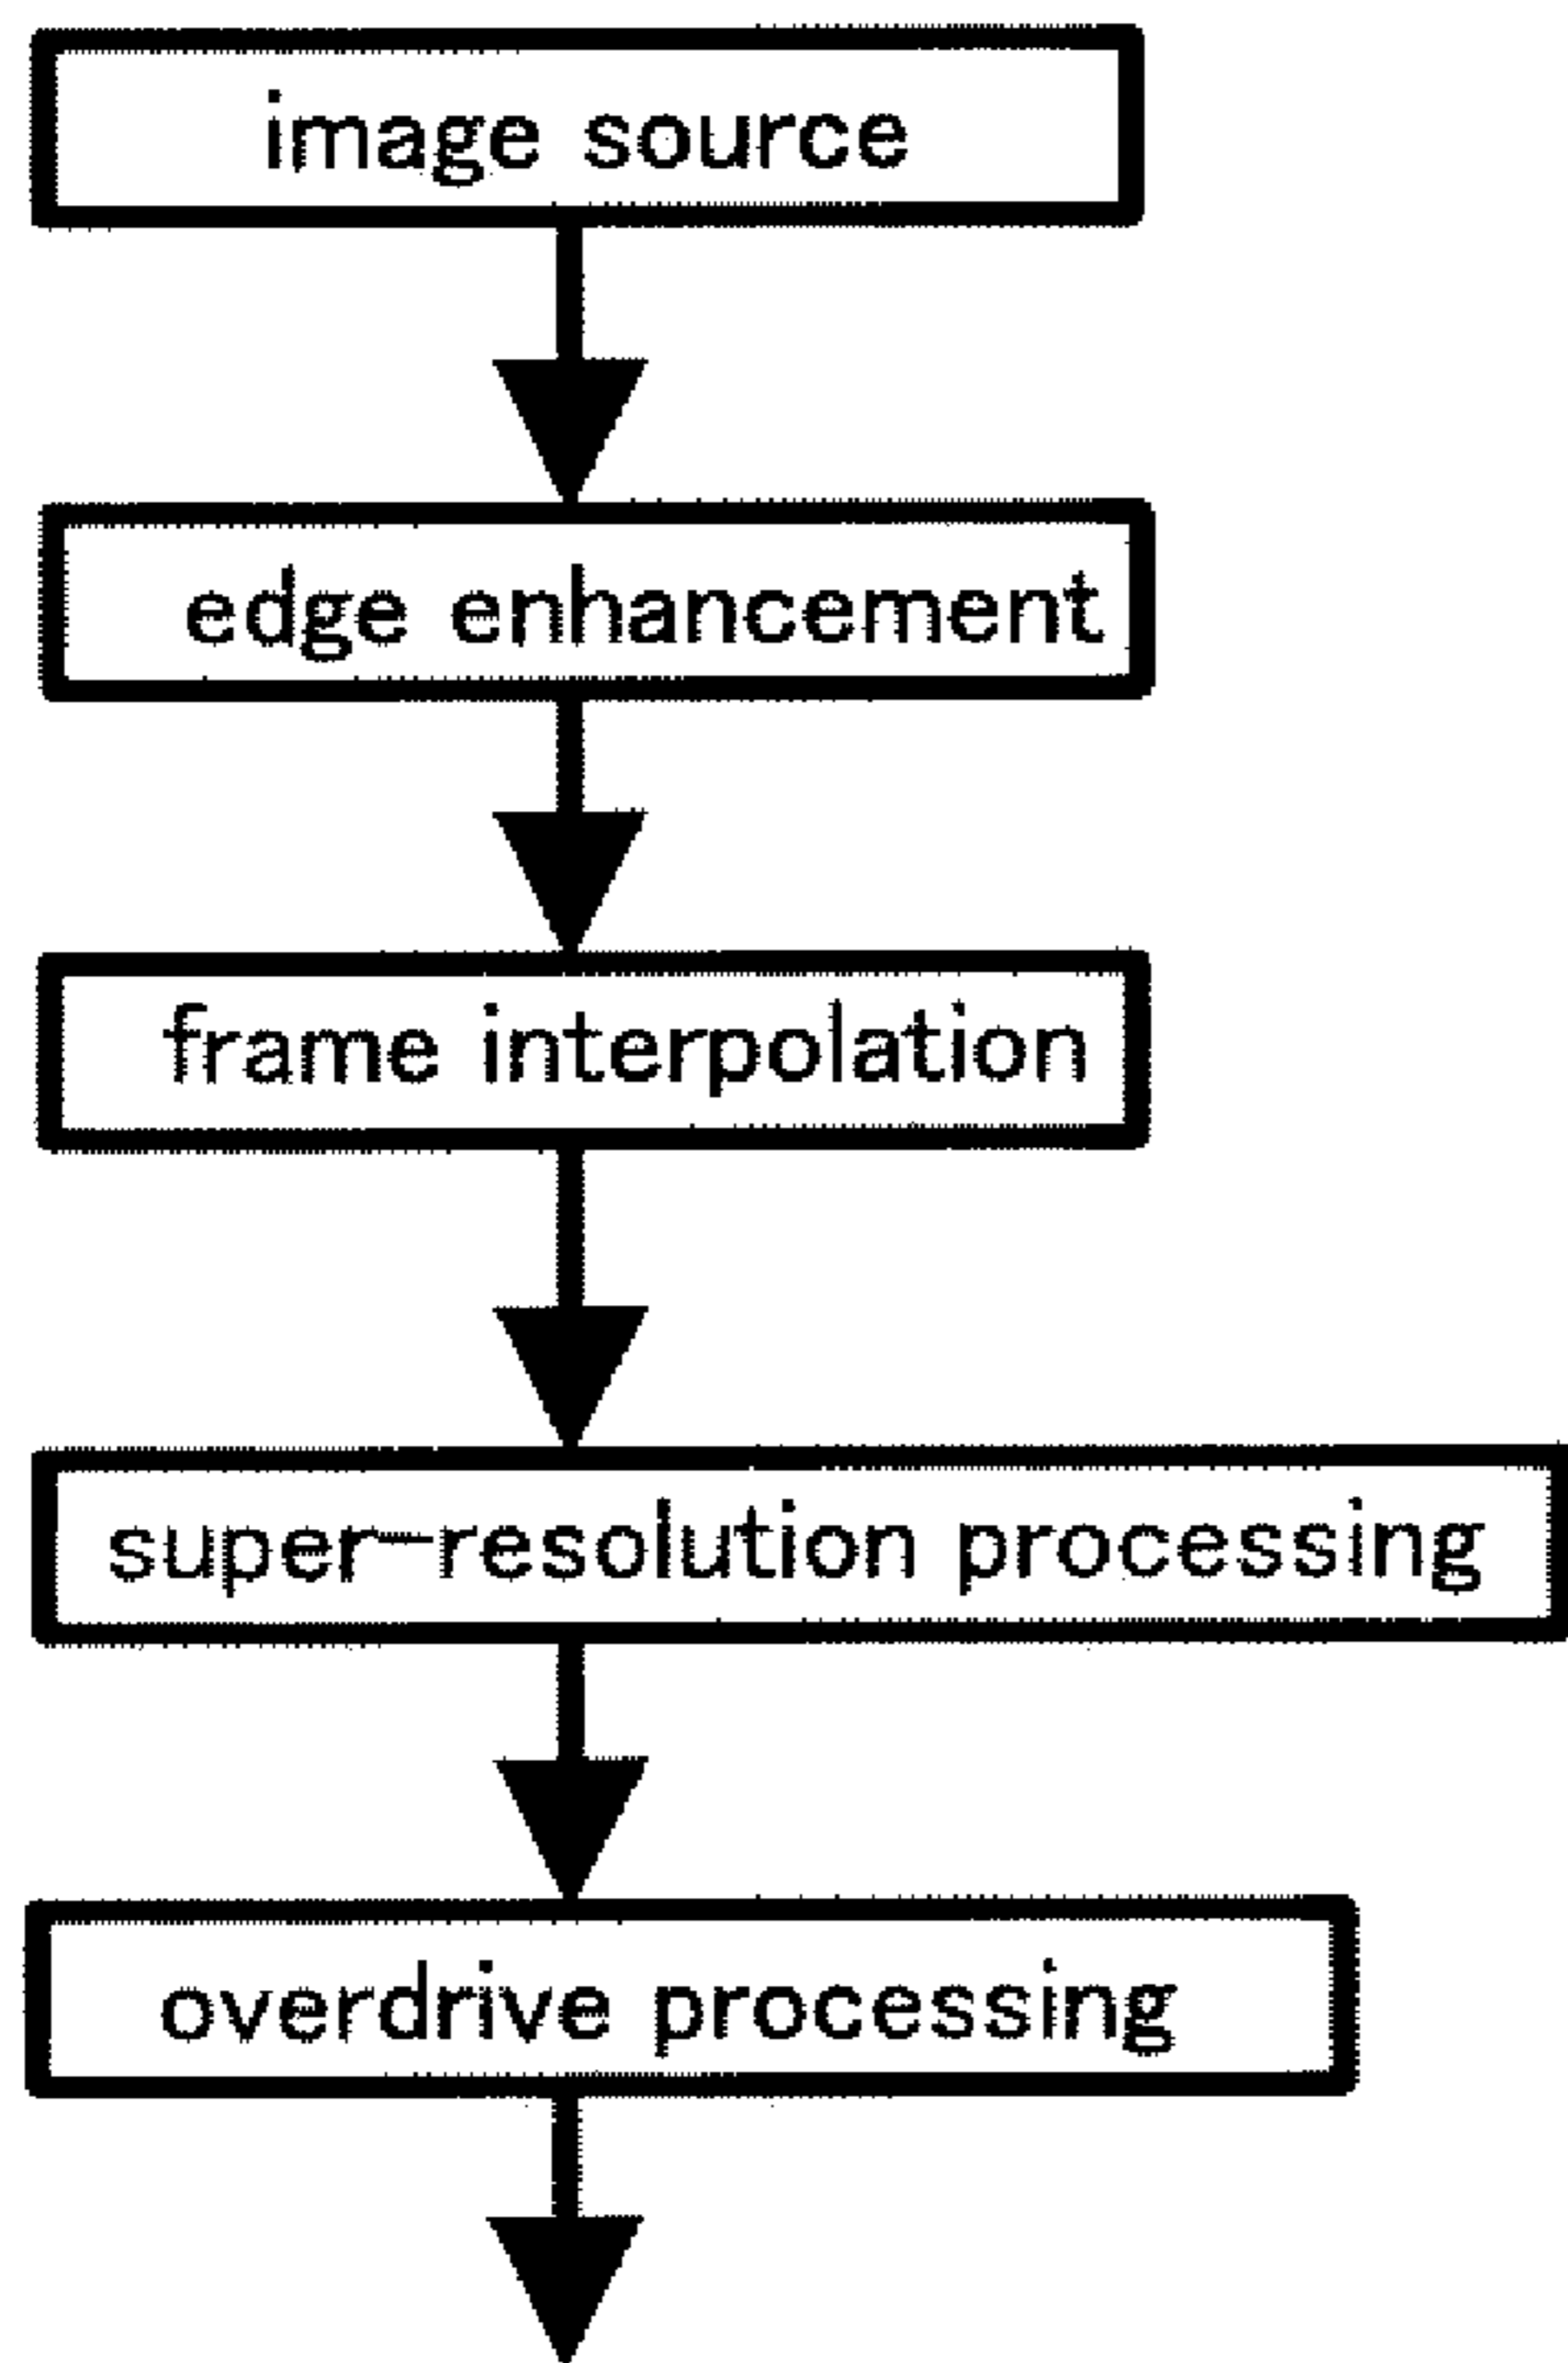 image source
edge enhancement
frame interpolation
super-resolution processing
overdrive processing